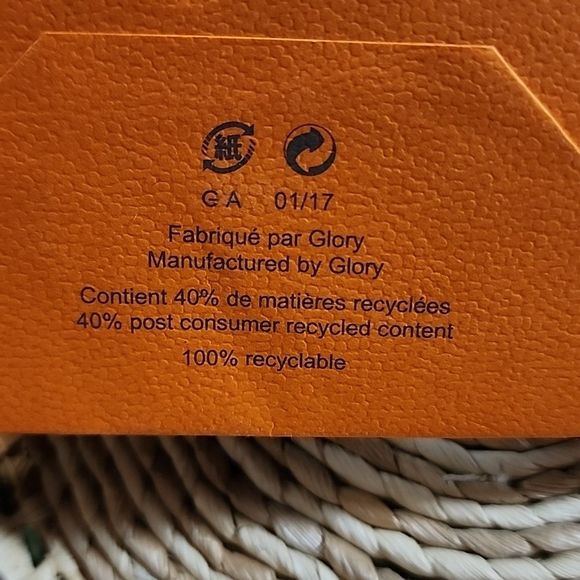 紙
GA 01/17
Fabriqué par Glory
Manufactured by Glory
Contient 40% de matières recyclées
40% post consumer recycled content
100% recyclable